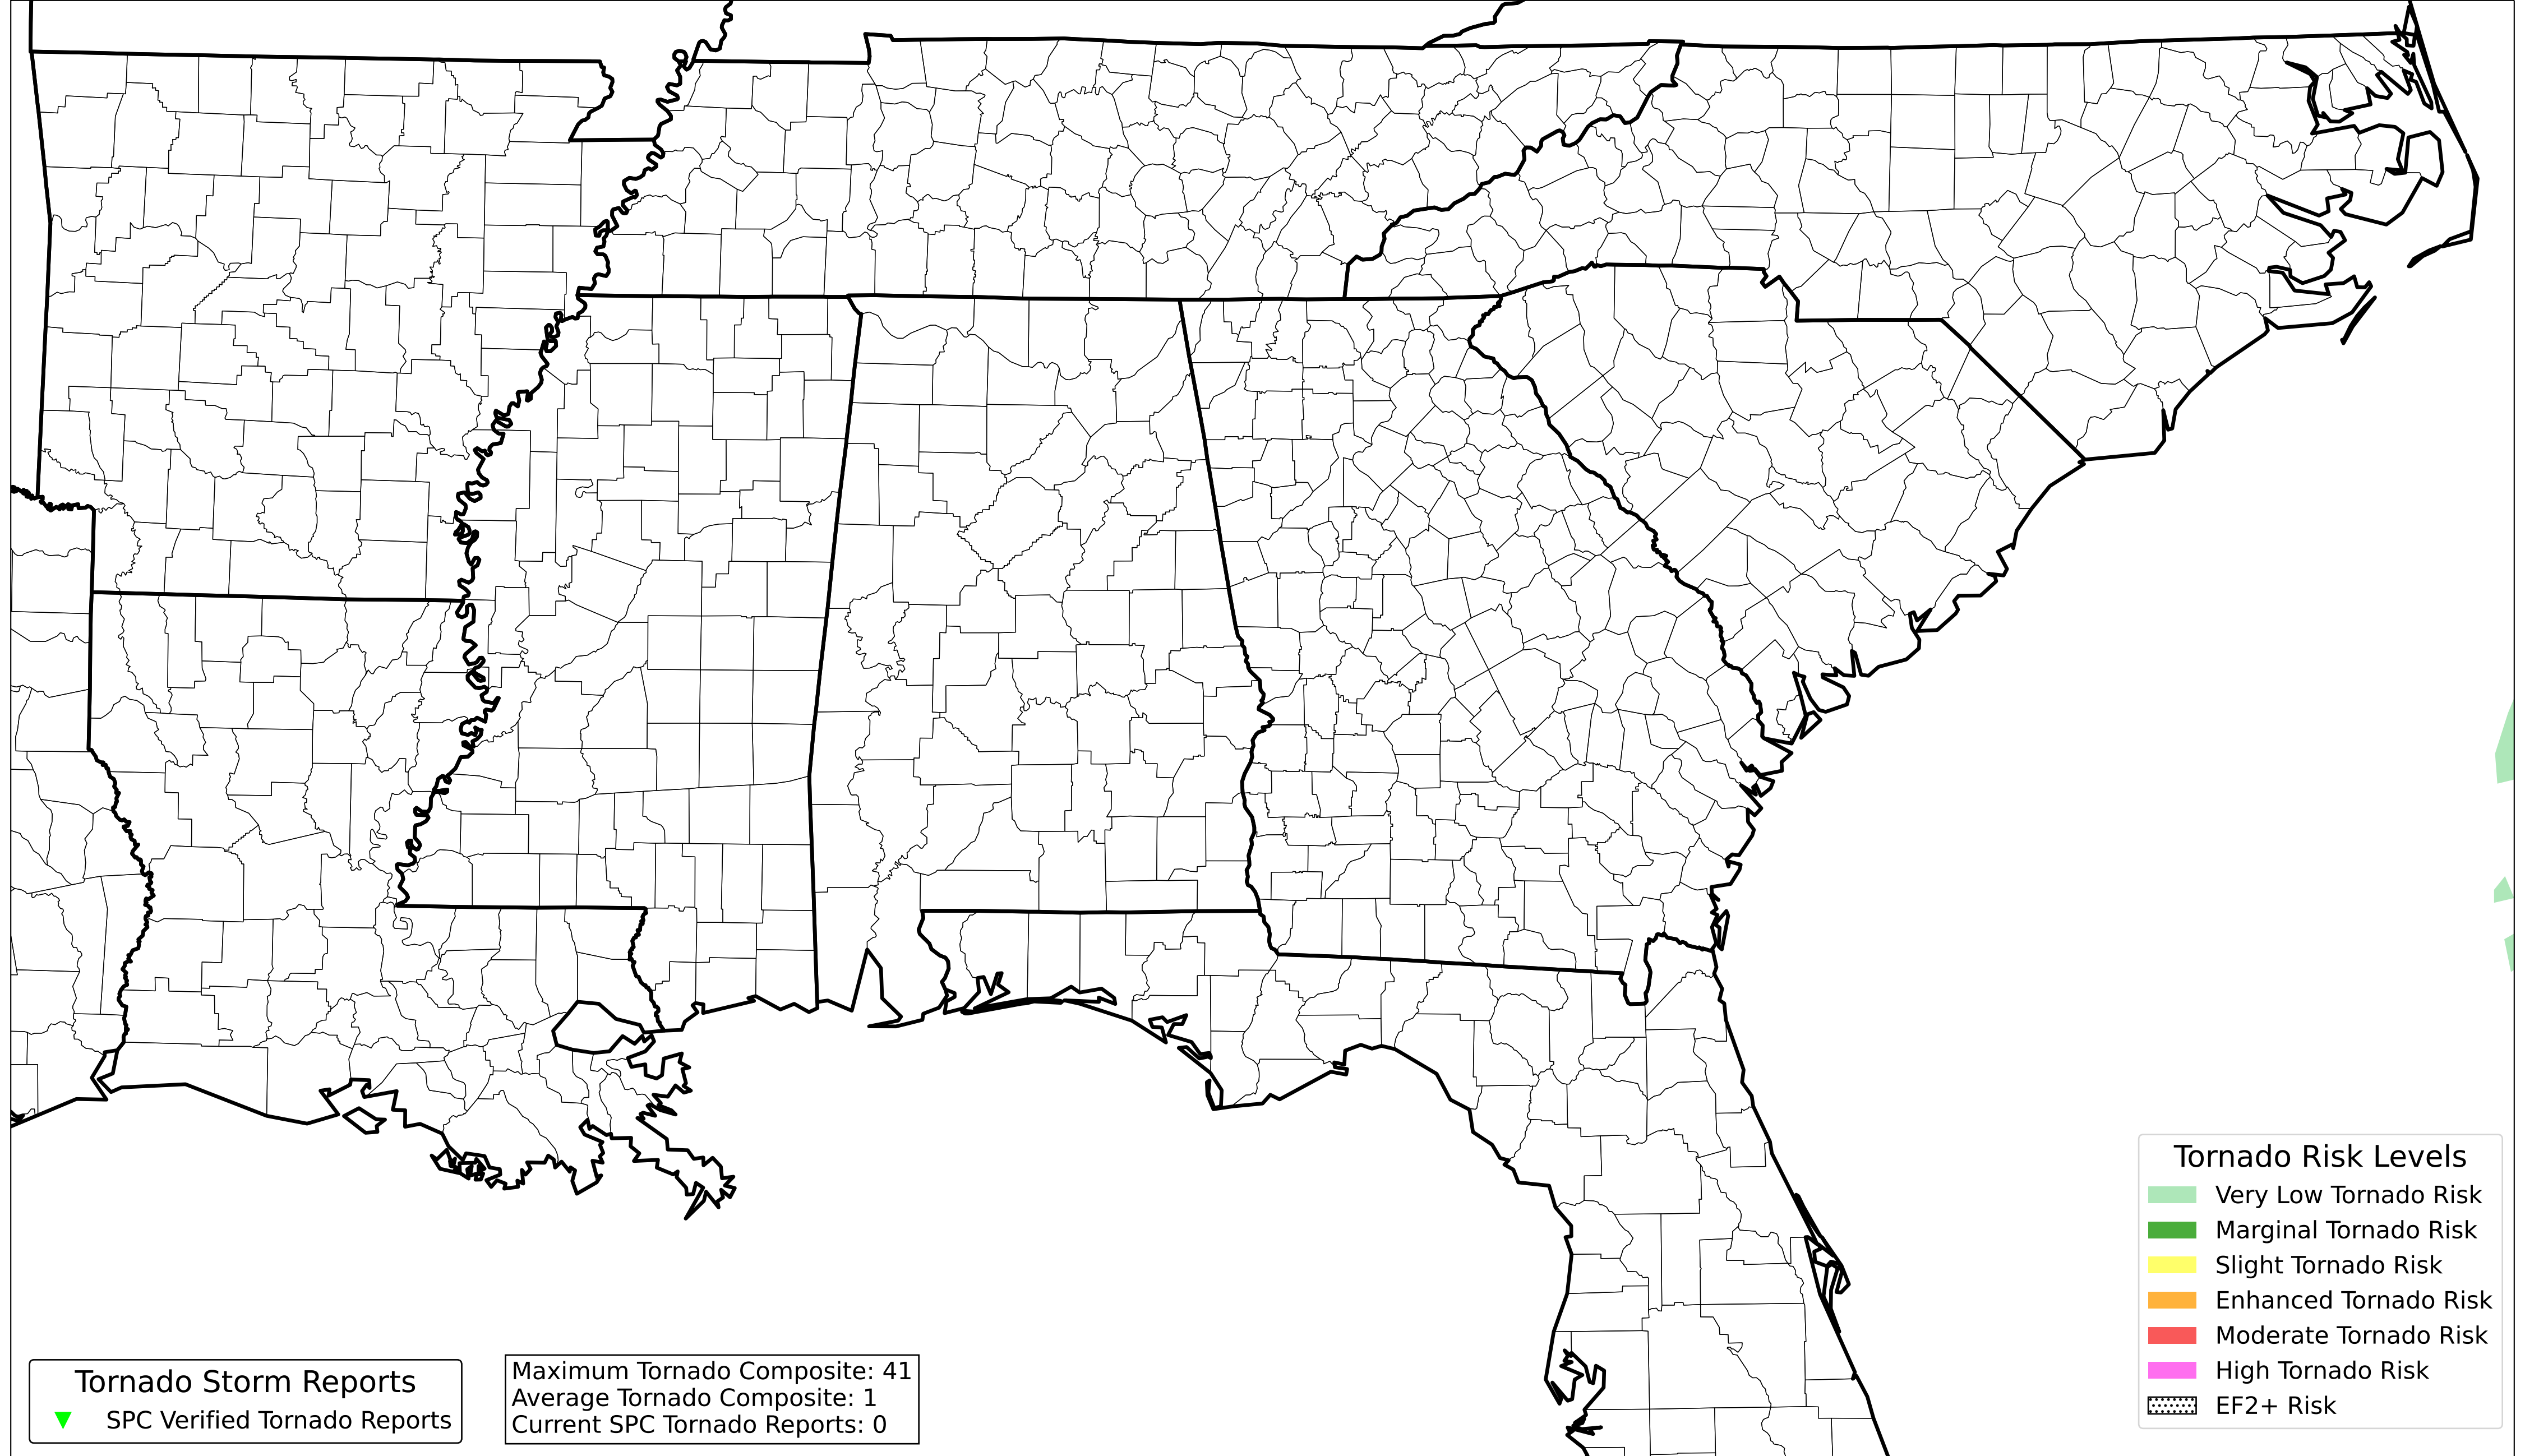 Tornado Risk Levels
Very Low Tornado Risk
Marginal Tornado Risk
Slight Tornado Risk
Enhanced Tornado Risk
Moderate Tornado Risk
High Tornado Risk
EF2+ Risk
Tornado Storm Reports
SPC Verified Tornado Reports
Maximum Tornado Composite: 41
Average Tornado Composite: 1
Current SPC Tornado Reports: 0